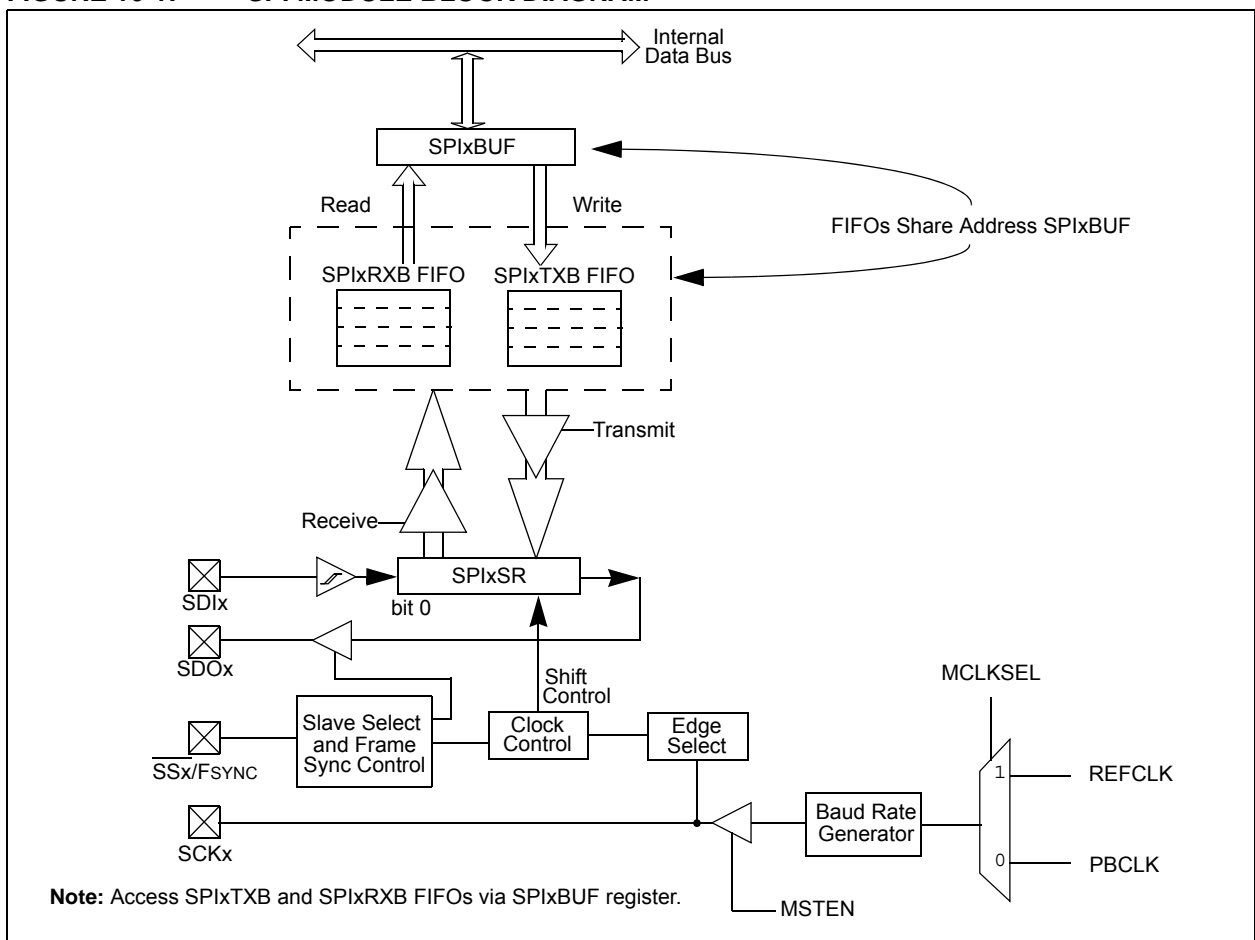 Internal
Data Bus
SPIxBUF
Read
Write
FIFOs Share Address SPIxBUF
SPIxRXB FIFO
SPIxTXB FIFO
Transmit
Receive
SPIxSR
SDIx
bit 0
SDOx
Shift
Control
MCLKSEL
Slave Select
and Frame
Sync Control
Clock
Control
Edge
Select
SSx/FSYNC
1
REFCLK
Baud Rate
Generator
SCKx
0
PBCLK
Note: Access SPIxTXB and SPIxRXB FIFOs via SPIxBUF register.
MSTEN